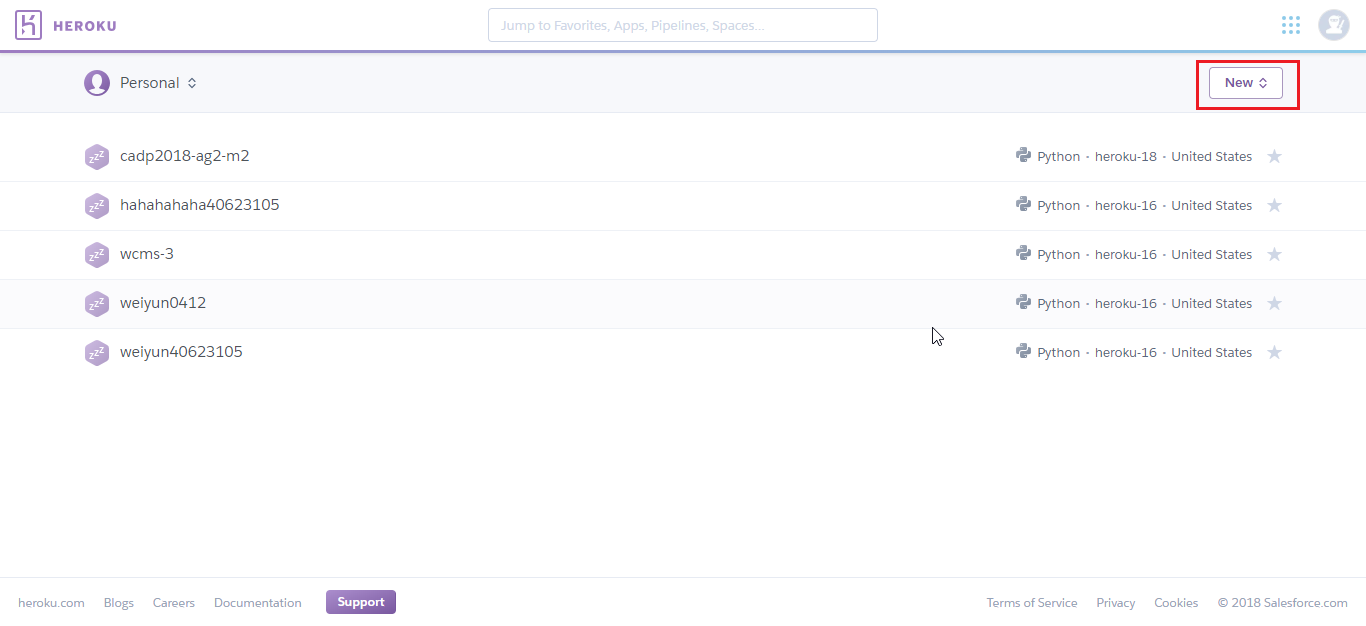 HEROKU
Jump to Favorites, Apps, Pipelines, Spaces...
Personal
New
cadp2018-ag2-m2 Python · heroku-18 · United States
hahahahaha40623105 Python · heroku-16 · United States
wcms-3 Python · heroku-16 · United States
weiyun0412 Python · heroku-16 · United States
weiyun40623105 Python · heroku-16 · United States
heroku.com Blogs Careers Documentation Support Terms of Service Privacy Cookies © 2018 Salesforce.com